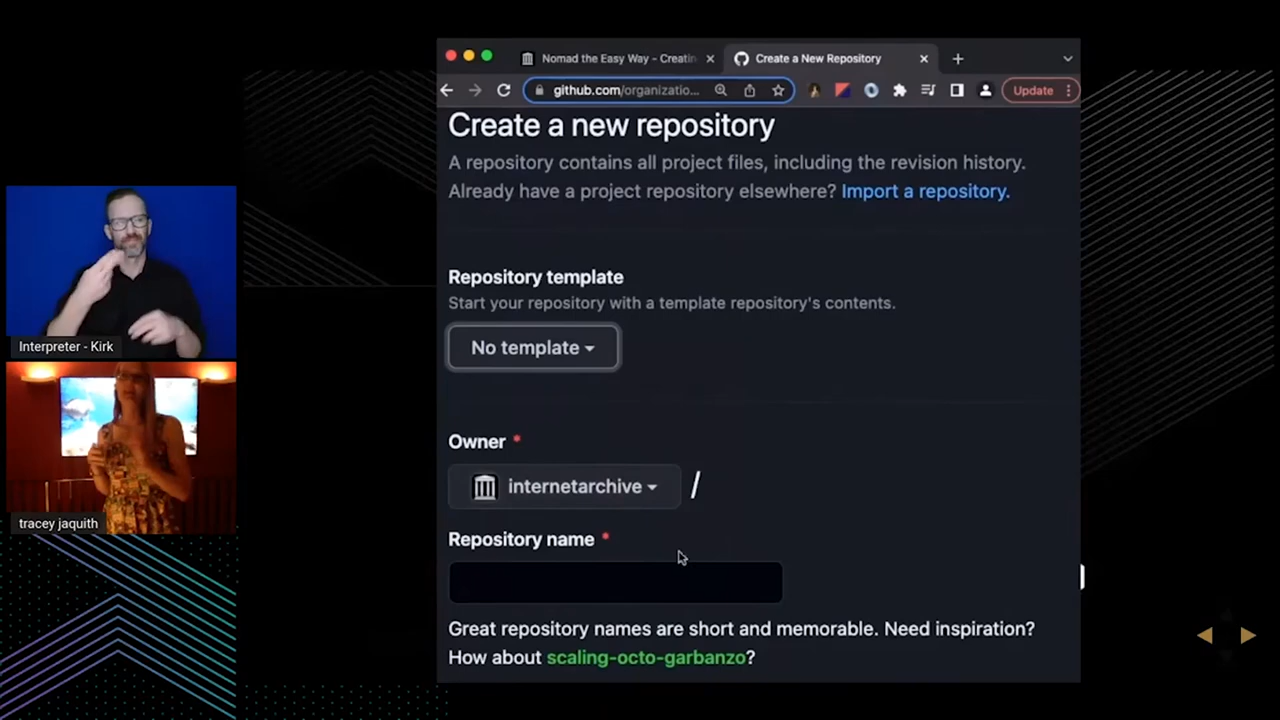 Nomad the Easy Way - Creatin
Create a New Repository
github.com/organizatio...
Update
Create a new repository
A repository contains all project files, including the revision history.
Already have a project repository elsewhere? Import a repository.
Repository template
Start your repository with a template repository's contents.
No template
Owner *
internetarchive /
Repository name *
Great repository names are short and memorable. Need inspiration?
How about scaling-octo-garbanzo?
Interpreter - Kirk
tracey jaquith